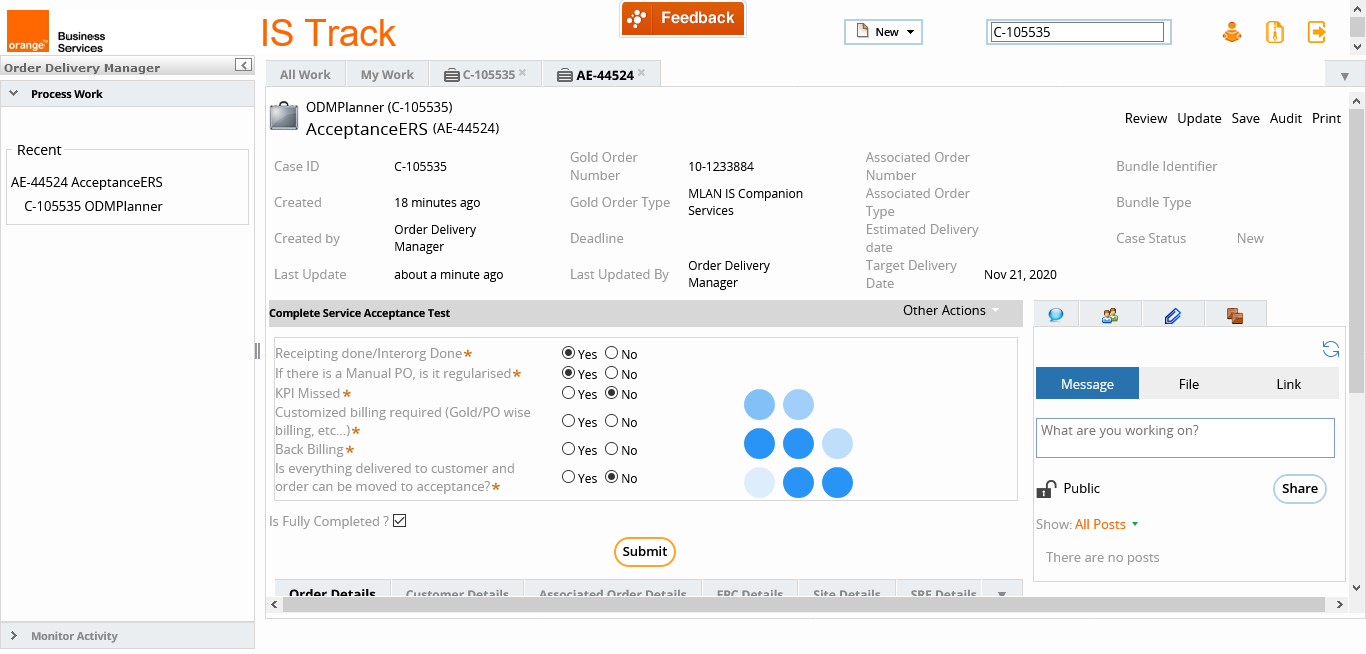 orange™
Business
Services
IS Track
Feedback
New
C-105535
Order Delivery Manager
Process Work
Recent
AE-44524 AcceptanceERS
C-105535 ODMPlanner
Monitor Activity
All Work
My Work
C-105535
AE-44524
ODMPlanner (C-105535)
AcceptanceERS (AE-44524)
Review Update Save Audit Print
Case ID
C-105535
Gold Order
Number
10-1233884
Associated Order
Number
Bundle Identifier
Created
18 minutes ago
Gold Order Type
MLAN IS Companion
Services
Associated Order
Type
Bundle Type
Created by
Order Delivery
Manager
Deadline
Estimated Delivery
date
Case Status
New
Last Update
about a minute ago
Last Updated By
Order Delivery
Manager
Target Delivery
Date
Nov 21, 2020
Complete Service Acceptance Test
Other Actions
Receipting done/Interorg Done* Yes No
If there is a Manual PO, is it regularised* Yes No
KPI Missed* Yes No
Customized billing required (Gold/PO wise
billing, etc...)* Yes No
Back Billing* Yes No
Is everything delivered to customer and
order can be moved to acceptance?* Yes No
Is Fully Completed ?
Submit
Order Details
Customer Details
Associated Order Details
EPC Details
Site Details
SRF Details
Message
File
Link
What are you working on?
Public
Share
Show: All Posts
There are no posts